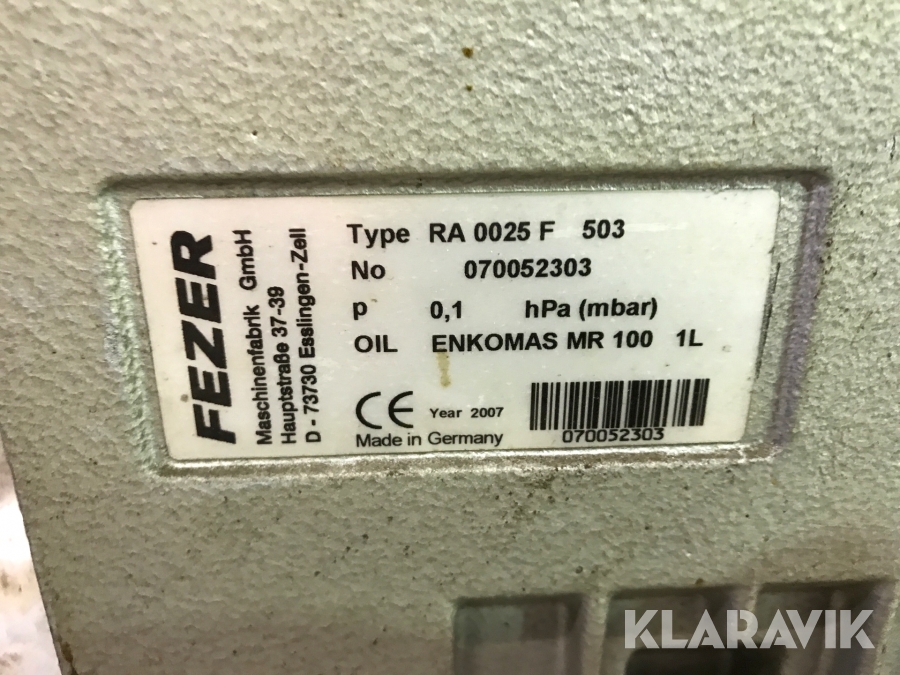 FEZER
Maschinenfabrik GmbH
Hauptstraße 37-39
D - 73730 Esslingen-Zell
Type RA 0025 F 503
No 070052303
p 0,1 hPa (mbar)
OIL ENKOMAS MR 100 1L
CE Year 2007
Made in Germany
070052303
KLARAVIK